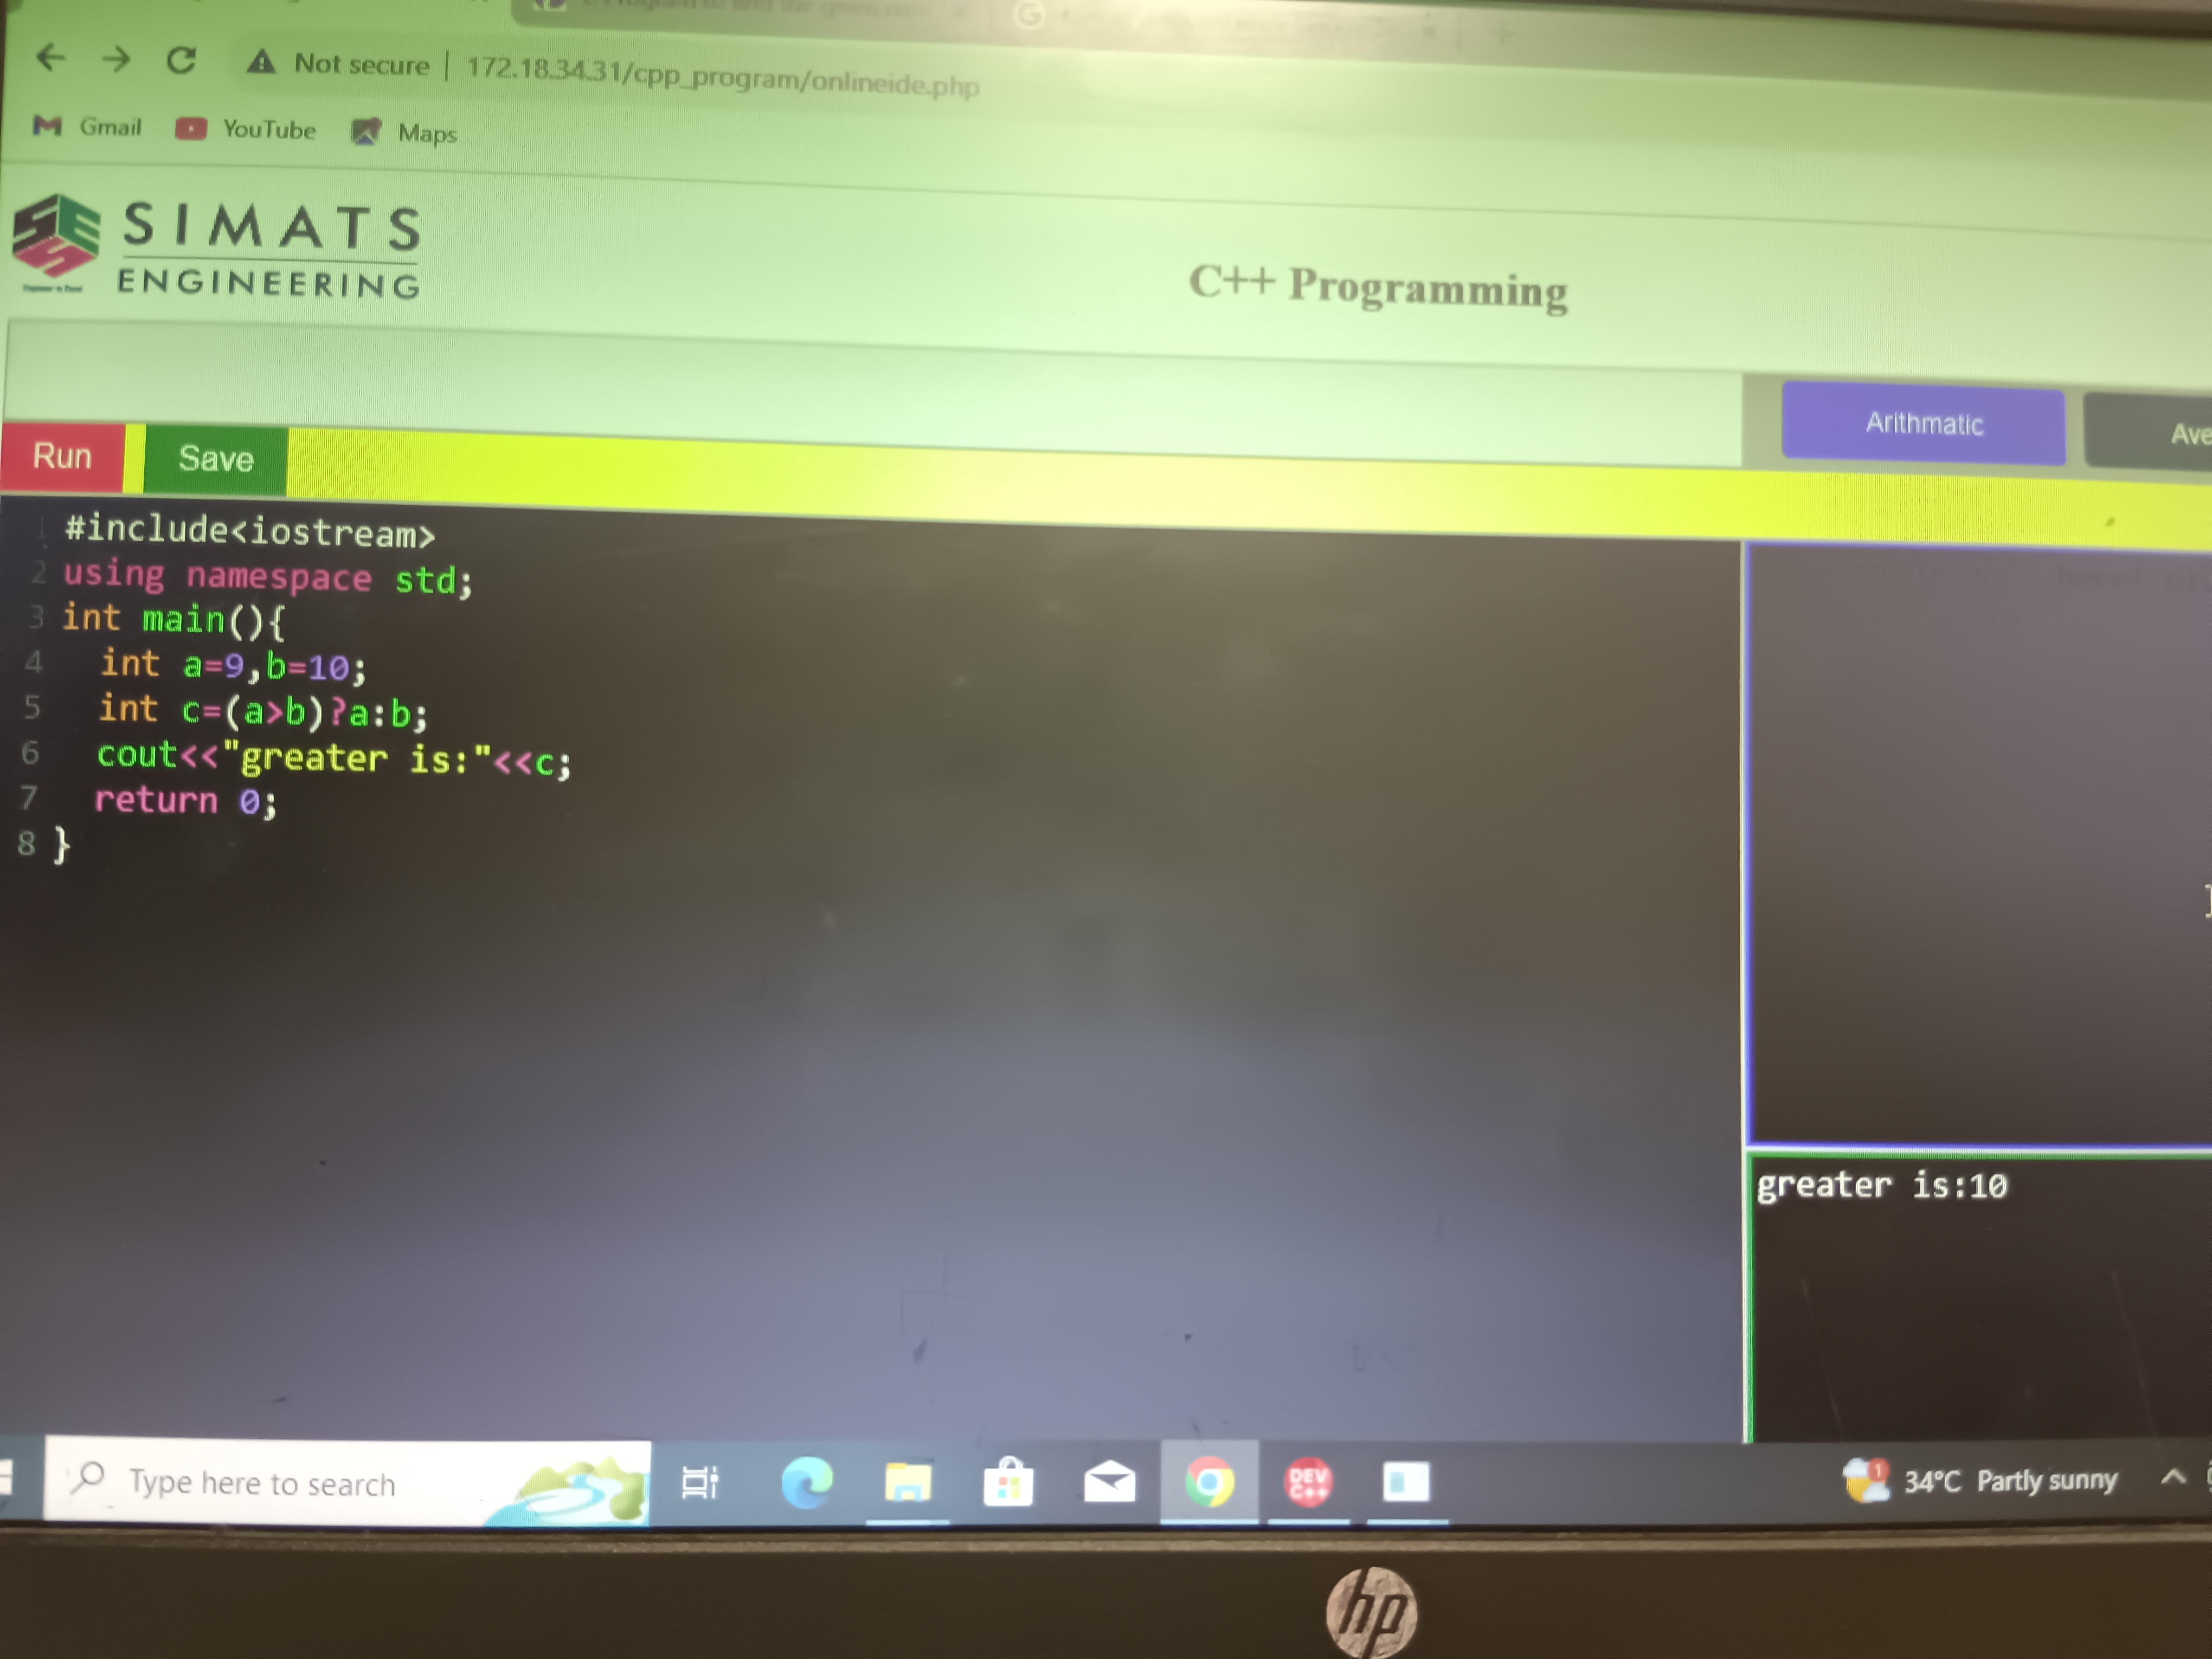 Not secure | 172.18.34.31/cpp_program/onlineide.php
Gmail YouTube Maps
SIMATS
ENGINEERING
C++ Programming
Arithmatic Ave
Run Save
1 #include<iostream>
2 using namespace std;
3 int main(){
4 int a=9,b=10;
5 int c=(a>b)?a:b;
6 cout<<"greater is:"<<c;
7 return 0;
8 }
greater is:10
Type here to search
DEV
C++
1
34°C Partly sunny
hp